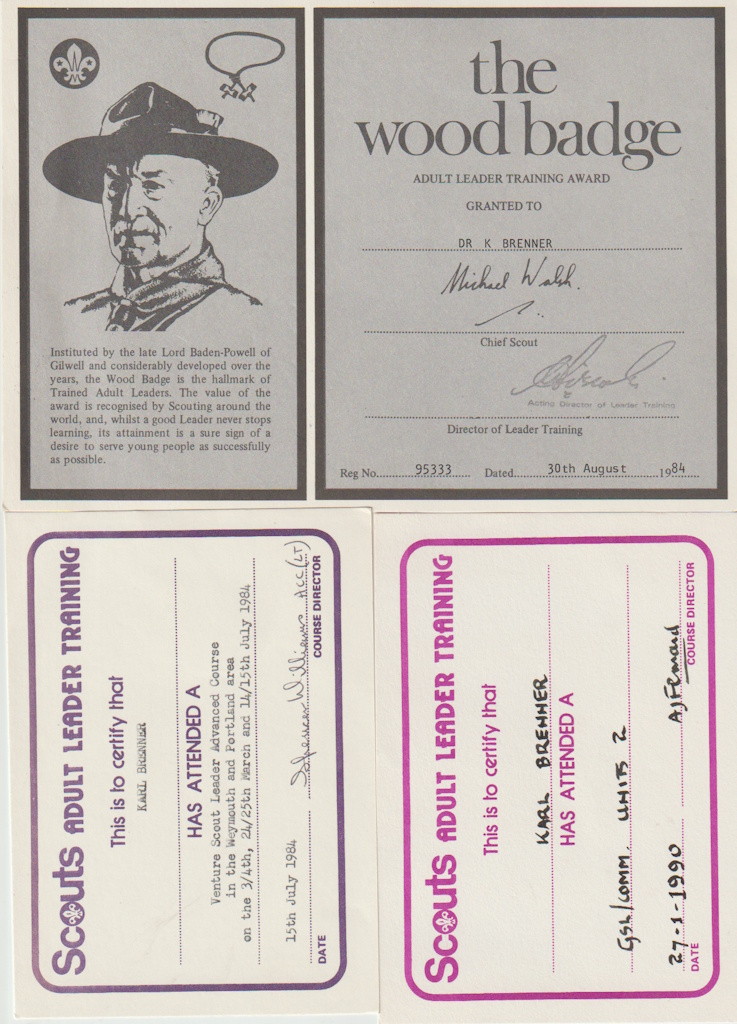 Instituted by the late Lord Baden-Powell of
Gilwell and considerably developed over the
years, the Wood Badge is the hallmark of
Trained Adult Leaders. The value of the
award is recognised by Scouting around the
world, and, whilst a good Leader never stops
learning, its attainment is a sure sign of a
desire to serve young people as successfully
as possible.
the
wood badge
ADULT LEADER TRAINING AWARD
GRANTED TO
DR K BRENNER
Michael Walsh.
Chief Scout
Acting Director of Leader Training
Director of Leader Training
Reg No. 95333 Dated 30th August 1984
Scouts ADULT LEADER TRAINING
This is to certify that
KARL BRENNER
HAS ATTENDED A
Venture Scout Leader Advanced Course
in the Weymouth and Portland area
on the 3/4th, 24/25th March and 14/15th July 1984
15th July 1984 Spencer Williams ACC (LT)
DATE COURSE DIRECTOR
Scouts ADULT LEADER TRAINING
This is to certify that
KARL BREHHER
HAS ATTENDED A
GSL/COMM. UHITS 2
27-1-1990
DATE COURSE DIRECTOR